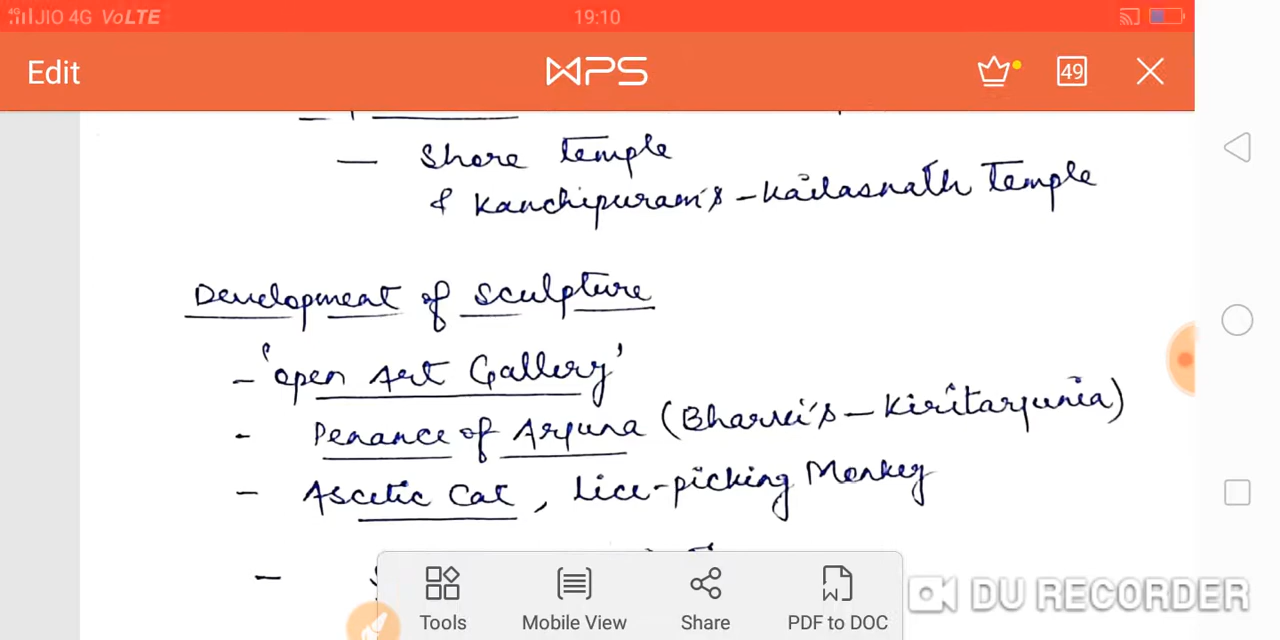 4G JIO 4G VoLTE 19:10
Edit WPS 49
— Shore Temple
& Kanchipuram's – Kailasnath Temple
Development of Sculpture
– 'open Art Gallery'
- Penance of Arjuna (Bharvi's – Kiritarjunia)
– Ascetic Cat, Lice-picking Monkey
–
Tools Mobile View Share PDF to DOC
DU RECORDER